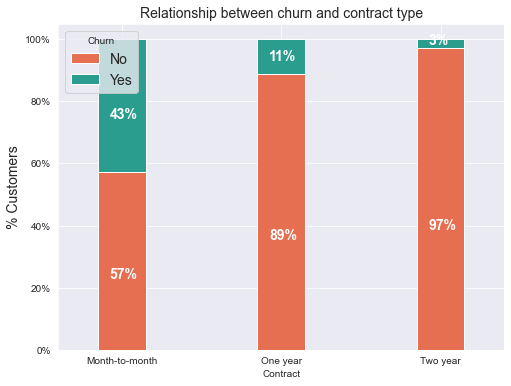 Relationship between churn and contract type
% Customers
100%
80%
60%
40%
20%
0%
Churn
No
Yes
43%
57%
11%
89%
3%
97%
Month-to-month
One year
Two year
Contract